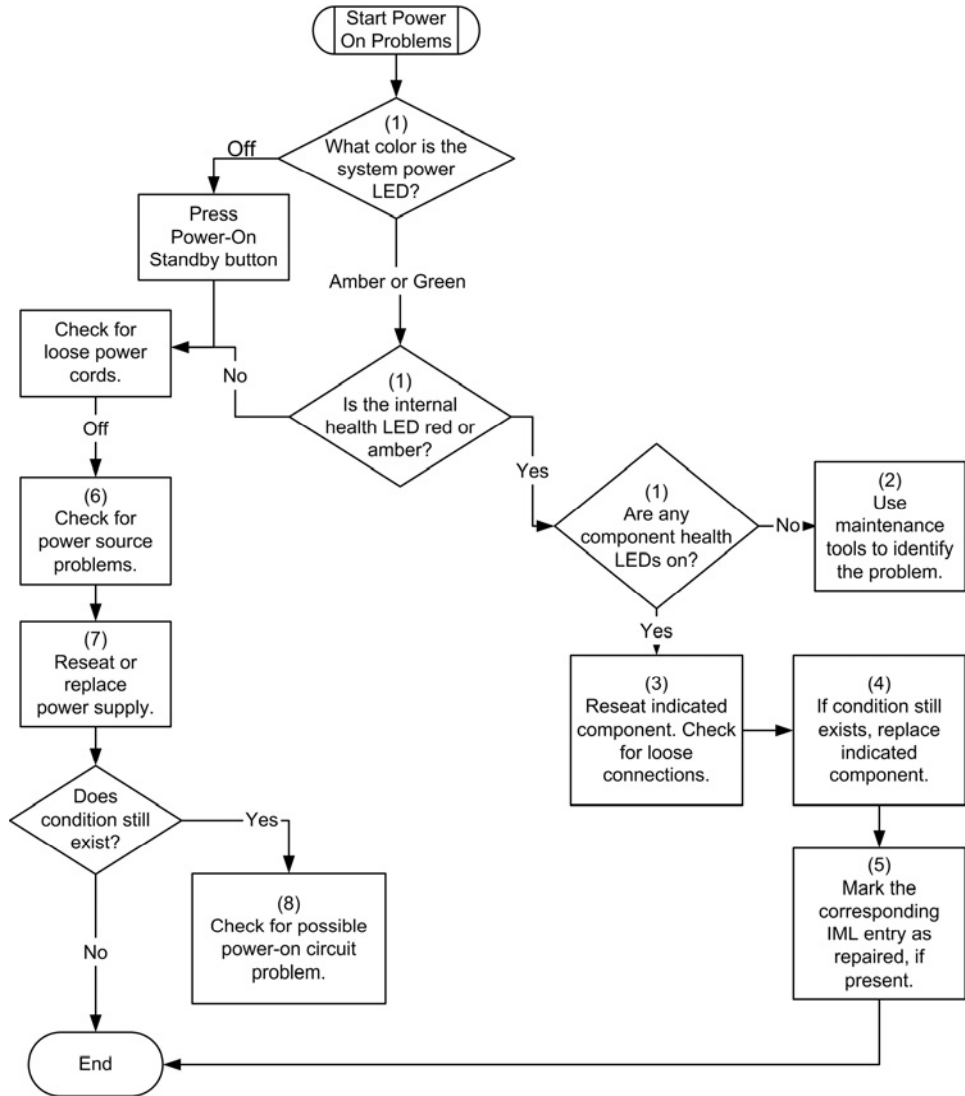 Start Power
On Problems
(1)
What color is the
system power
LED?
Off
Press
Power-On
Standby button
Amber or Green
Check for
loose power
cords.
No
(1)
Is the internal
health LED red or
amber?
Off
Yes
(1)
Are any
component health
LEDs on?
No
(2)
Use
maintenance
tools to identify
the problem.
(6)
Check for
power source
problems.
Yes
(7)
Reseat or
replace
power supply.
(3)
Reseat indicated
component. Check
for loose
connections.
(4)
If condition still
exists, replace
indicated
component.
Does
condition still
exist?
Yes
(8)
Check for possible
power-on circuit
problem.
(5)
Mark the
corresponding
IML entry as
repaired, if
present.
No
End